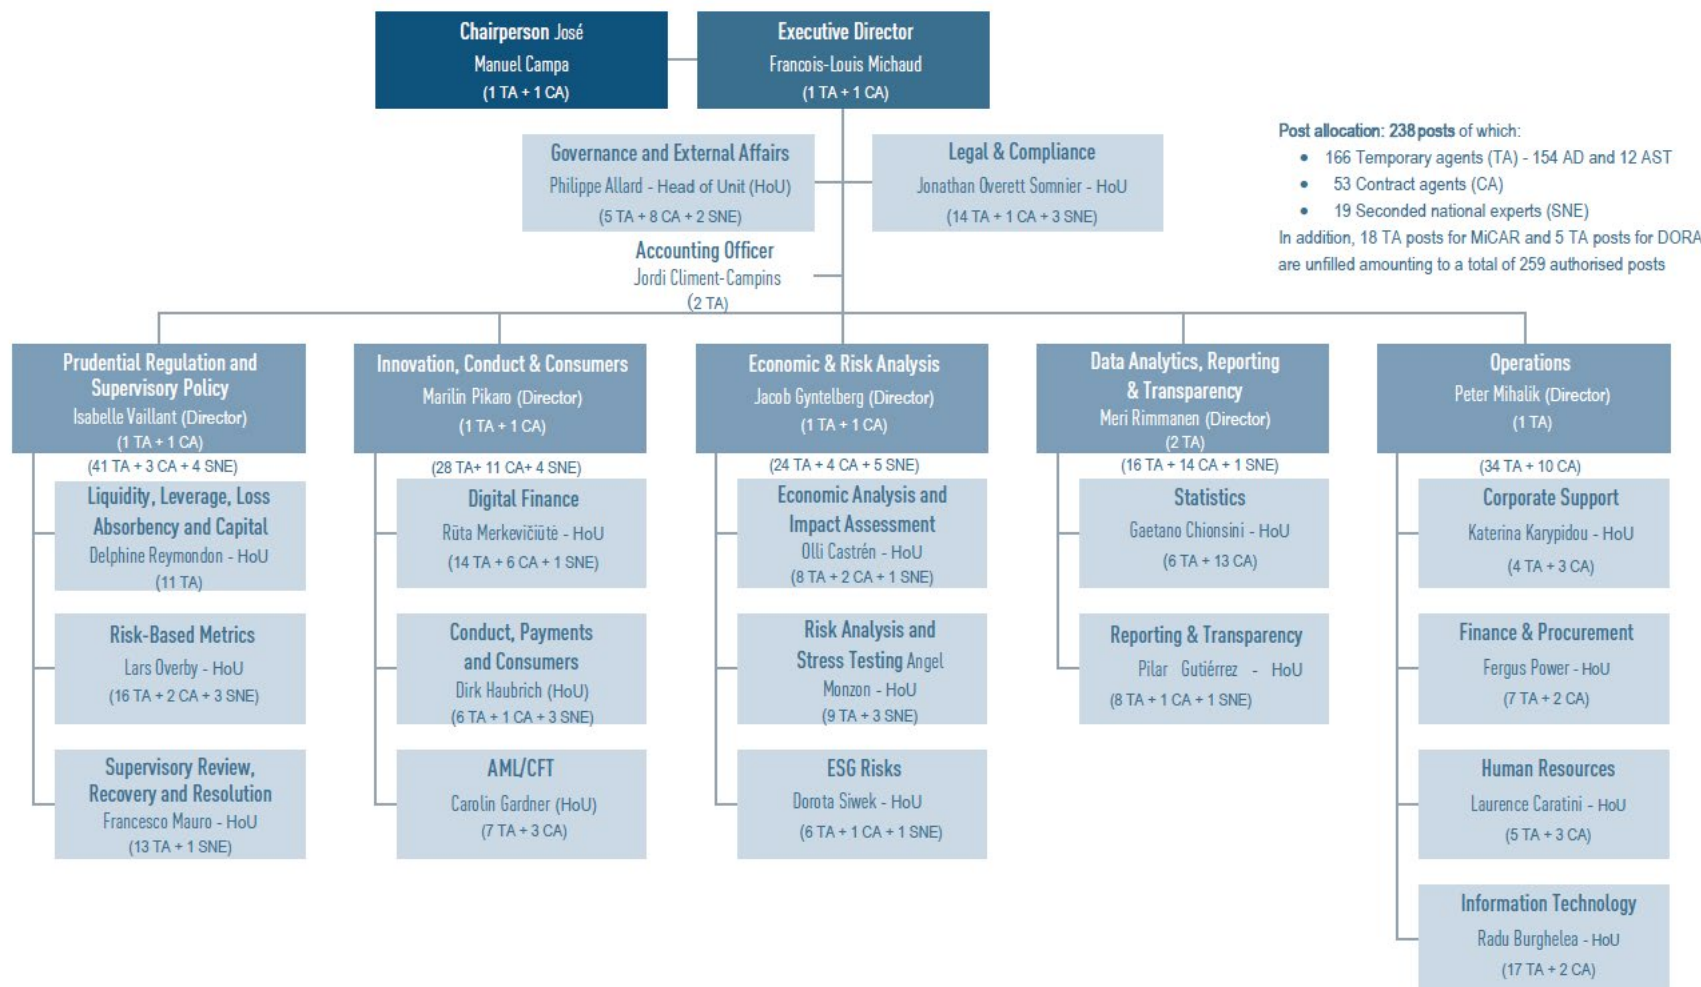 Chairperson José
Manuel Campa
(1 TA + 1 CA)
Executive Director
Francois-Louis Michaud
(1 TA + 1 CA)
Governance and External Affairs
Philippe Allard - Head of Unit (HoU)
(5 TA + 8 CA + 2 SNE)
Legal & Compliance
Jonathan Overett Somnier - HoU
(14 TA + 1 CA + 3 SNE)
Accounting Officer
Jordi Climent-Campins
(2 TA)
Post allocation: 238 posts of which:
• 166 Temporary agents (TA) - 154 AD and 12 AST
• 53 Contract agents (CA)
• 19 Seconded national experts (SNE)
In addition, 18 TA posts for MiCAR and 5 TA posts for DORA
are unfilled amounting to a total of 259 authorised posts
Prudential Regulation and
Supervisory Policy
Isabelle Vaillant (Director)
(1 TA + 1 CA)
(41 TA + 3 CA + 4 SNE)
Liquidity, Leverage, Loss
Absorbency and Capital
Delphine Reymondon - HoU
(11 TA)
Risk-Based Metrics
Lars Overby - HoU
(16 TA + 2 CA + 3 SNE)
Supervisory Review,
Recovery and Resolution
Francesco Mauro - HoU
(13 TA + 1 SNE)
Innovation, Conduct & Consumers
Marilin Pikaro (Director)
(1 TA + 1 CA)
(28 TA+ 11 CA+ 4 SNE)
Digital Finance
Rūta Merkevičiūtė - HoU
(14 TA + 6 CA + 1 SNE)
Conduct, Payments
and Consumers
Dirk Haubrich (HoU)
(6 TA + 1 CA + 3 SNE)
AML/CFT
Carolin Gardner (HoU)
(7 TA + 3 CA)
Economic & Risk Analysis
Jacob Gyntelberg (Director)
(1 TA + 1 CA)
(24 TA + 4 CA + 5 SNE)
Economic Analysis and
Impact Assessment
Olli Castrén - HoU
(8 TA + 2 CA + 1 SNE)
Risk Analysis and
Stress Testing Angel
Monzon - HoU
(9 TA + 3 SNE)
ESG Risks
Dorota Siwek - HoU
(6 TA + 1 CA + 1 SNE)
Data Analytics, Reporting
& Transparency
Meri Rimmanen (Director)
(2 TA)
(16 TA + 14 CA + 1 SNE)
Statistics
Gaetano Chionsini - HoU
(6 TA + 13 CA)
Reporting & Transparency
Pilar Gutiérrez - HoU
(8 TA + 1 CA + 1 SNE)
Operations
Peter Mihalik (Director)
(1 TA)
(34 TA + 10 CA)
Corporate Support
Katerina Karypidou - HoU
(4 TA + 3 CA)
Finance & Procurement
Fergus Power - HoU
(7 TA + 2 CA)
Human Resources
Laurence Caratini - HoU
(5 TA + 3 CA)
Information Technology
Radu Burghelea - HoU
(17 TA + 2 CA)